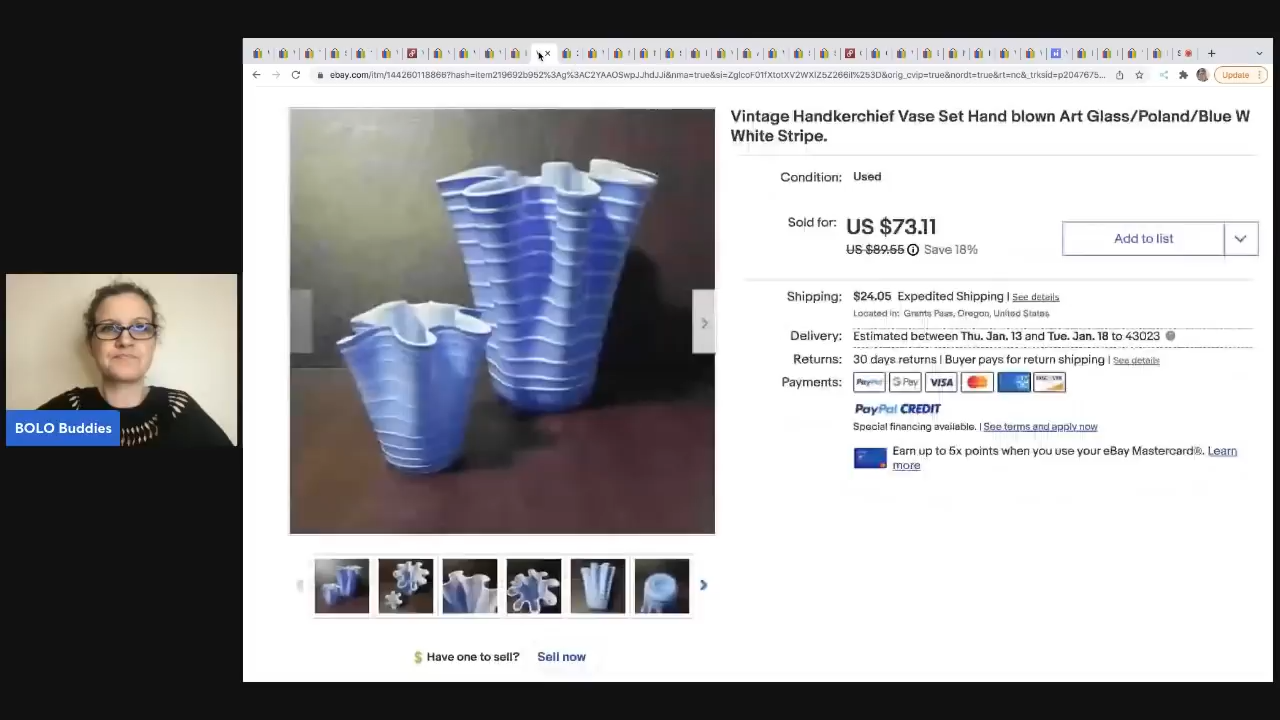 Update
ebay.com/itm/144260118866?hash=item219692b952%3Ag%3AC2YAAOSwpJJhdJJi&nma=true&si=ZglcoF01fXtotXV2WXIZ5Z266iI%253D&orig_cvip=true&nordt=true&rt=nc&_trksid=p2047675...
Vintage Handkerchief Vase Set Hand blown Art Glass/Poland/Blue W
White Stripe.
Condition: Used
Sold for: US $73.11
US $89.55 Save 18%
Add to list
Shipping: $24.05 Expedited Shipping | See details
Located in: Grants Pass, Oregon, United States
Delivery: Estimated between Thu. Jan. 13 and Tue. Jan. 18 to 43023
Returns: 30 days returns | Buyer pays for return shipping | See details
Payments: PayPal G Pay VISA DISCOVER
PayPal CREDIT
Special financing available. | See terms and apply now
Earn up to 5x points when you use your eBay Mastercard®. Learn
more
$ Have one to sell? Sell now
BOLO Buddies